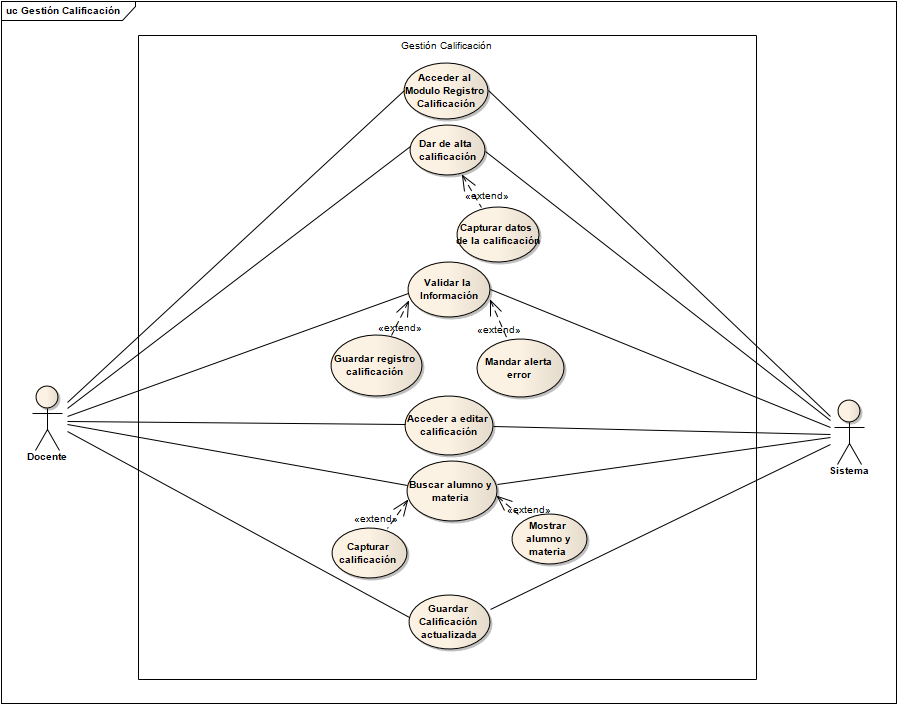 uc Gestión Calificación
Gestión Calificación
Acceder al
Modulo Registro
Calificación
Dar de alta
calificación
«extend»
Capturar datos
de la calificación
Validar la
Información
«extend»
«extend»
Guardar registro
calificación
Mandar alerta
error
Acceder a editar
calificación
Docente
Sistema
Buscar alumno y
materia
«extend»
«extend»
Capturar
calificación
Mostrar
alumno y
materia
Guardar
Calificación
actualizada